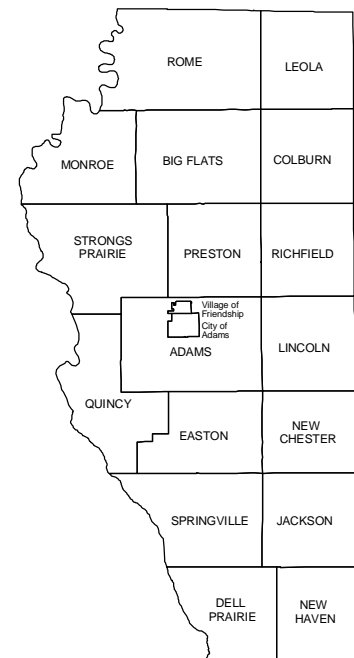 ROME
LEOLA
MONROE
BIG FLATS
COLBURN
STRONGS
PRAIRIE
PRESTON
RICHFIELD
Village of
Friendship
City of
Adams
ADAMS
LINCOLN
QUINCY
EASTON
NEW
CHESTER
SPRINGVILLE
JACKSON
DELL
PRAIRIE
NEW
HAVEN